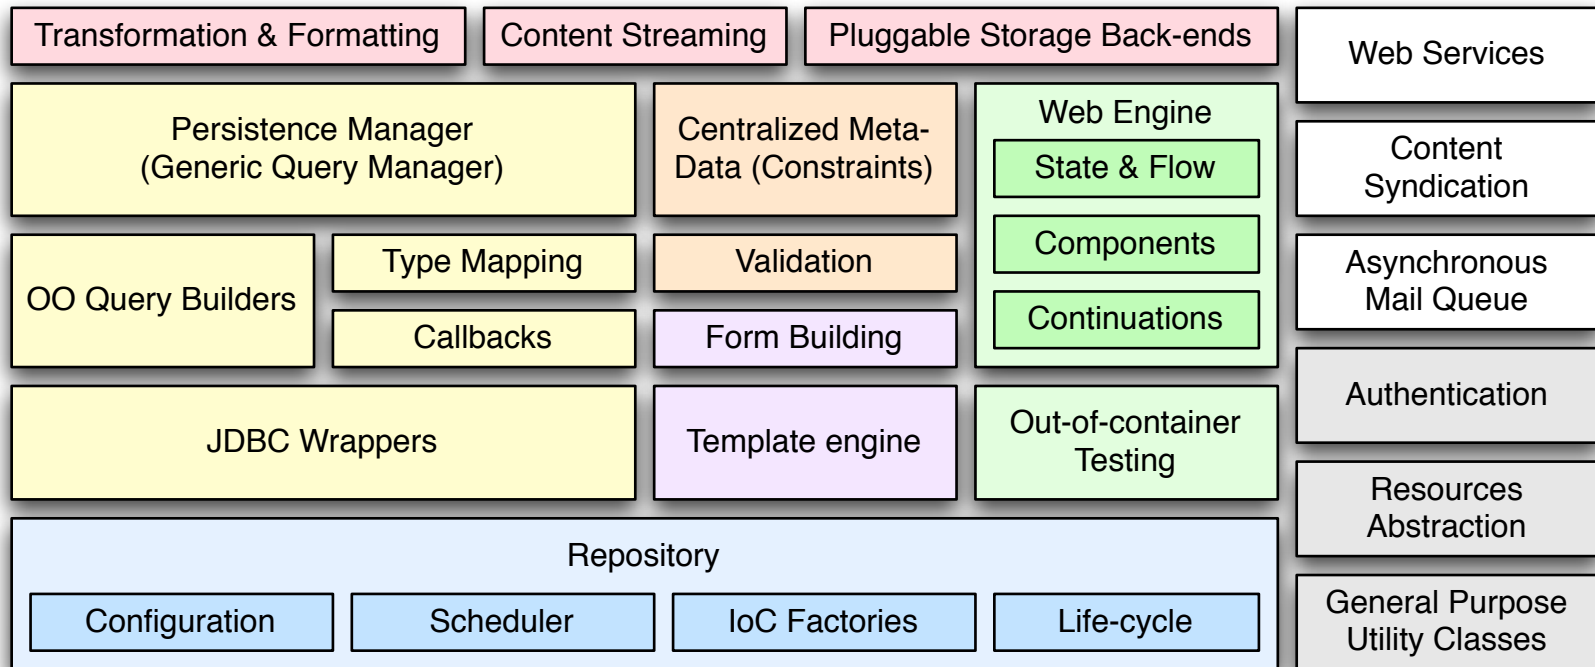 Transformation & Formatting
Content Streaming
Pluggable Storage Back-ends
Web Services
Persistence Manager
(Generic Query Manager)
Centralized Meta-
Data (Constraints)
Web Engine
State & Flow
Components
Continuations
Content
Syndication
OO Query Builders
Type Mapping
Callbacks
Validation
Form Building
Asynchronous
Mail Queue
JDBC Wrappers
Template engine
Out-of-container
Testing
Authentication
Resources
Abstraction
Repository
Configuration
Scheduler
IoC Factories
Life-cycle
General Purpose
Utility Classes